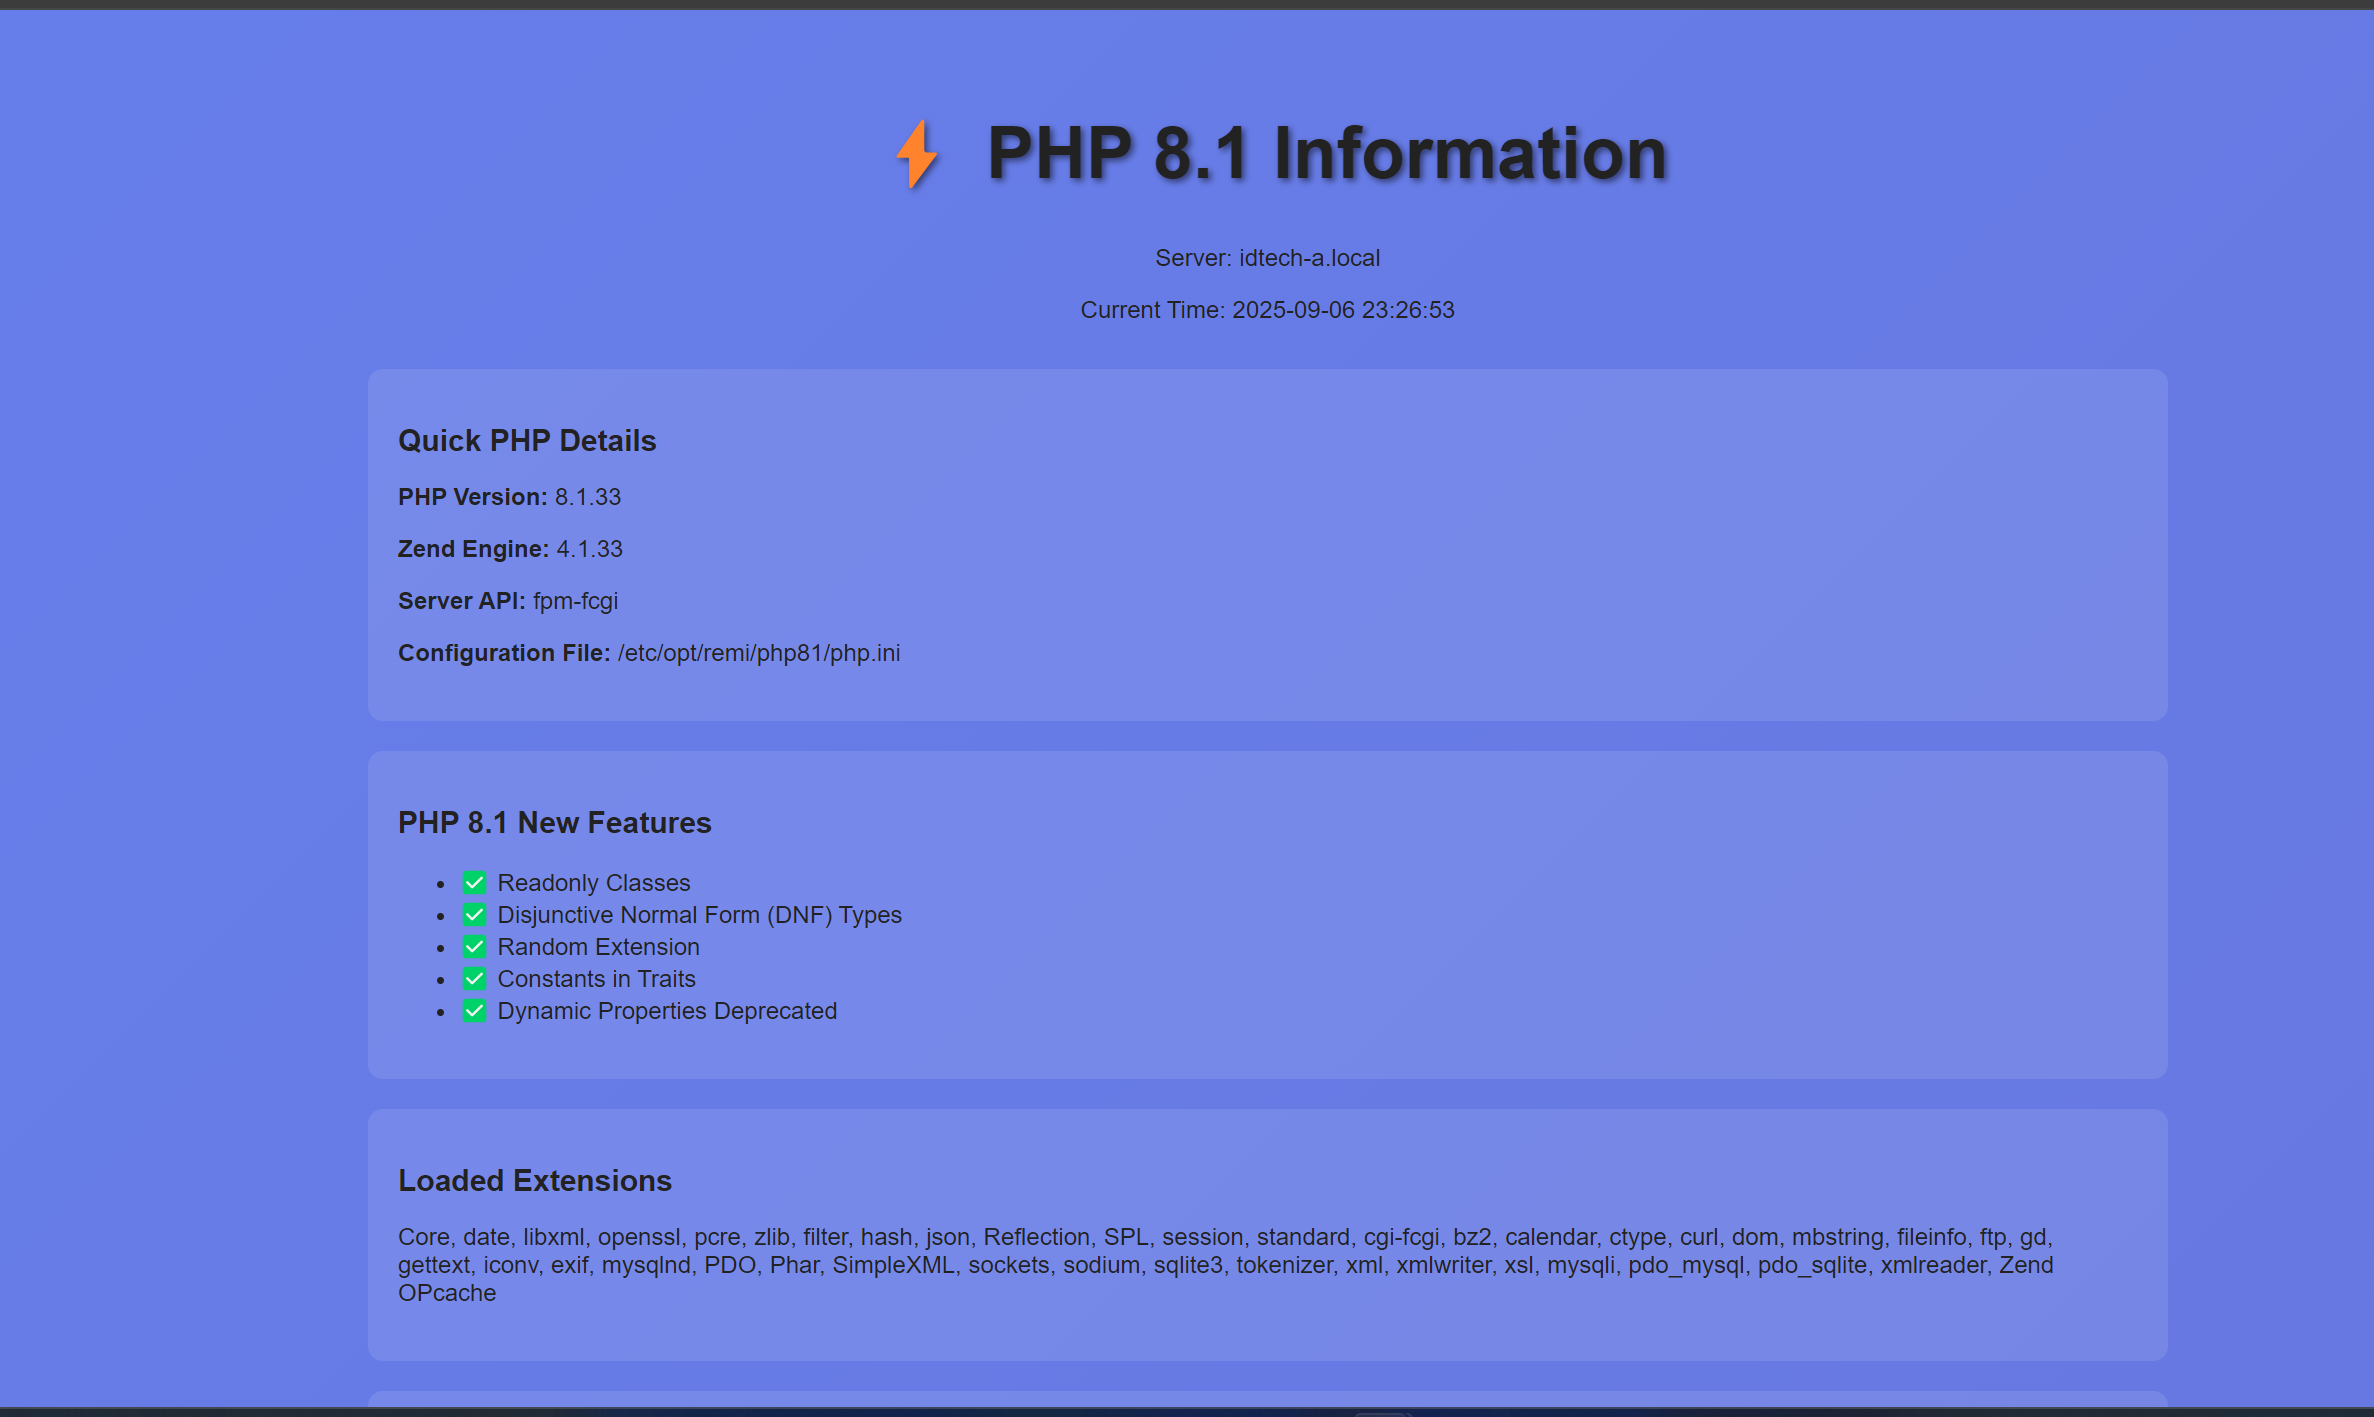 ⚡ PHP 8.1 Information
Server: idtech-a.local
Current Time: 2025-09-06 23:26:53
Quick PHP Details
PHP Version: 8.1.33
Zend Engine: 4.1.33
Server API: fpm-fcgi
Configuration File: /etc/opt/remi/php81/php.ini
PHP 8.1 New Features
• ✅ Readonly Classes
• ✅ Disjunctive Normal Form (DNF) Types
• ✅ Random Extension
• ✅ Constants in Traits
• ✅ Dynamic Properties Deprecated
Loaded Extensions
Core, date, libxml, openssl, pcre, zlib, filter, hash, json, Reflection, SPL, session, standard, cgi-fcgi, bz2, calendar, ctype, curl, dom, mbstring, fileinfo, ftp, gd,
gettext, iconv, exif, mysqlnd, PDO, Phar, SimpleXML, sockets, sodium, sqlite3, tokenizer, xml, xmlwriter, xsl, mysqli, pdo_mysql, pdo_sqlite, xmlreader, Zend
OPcache